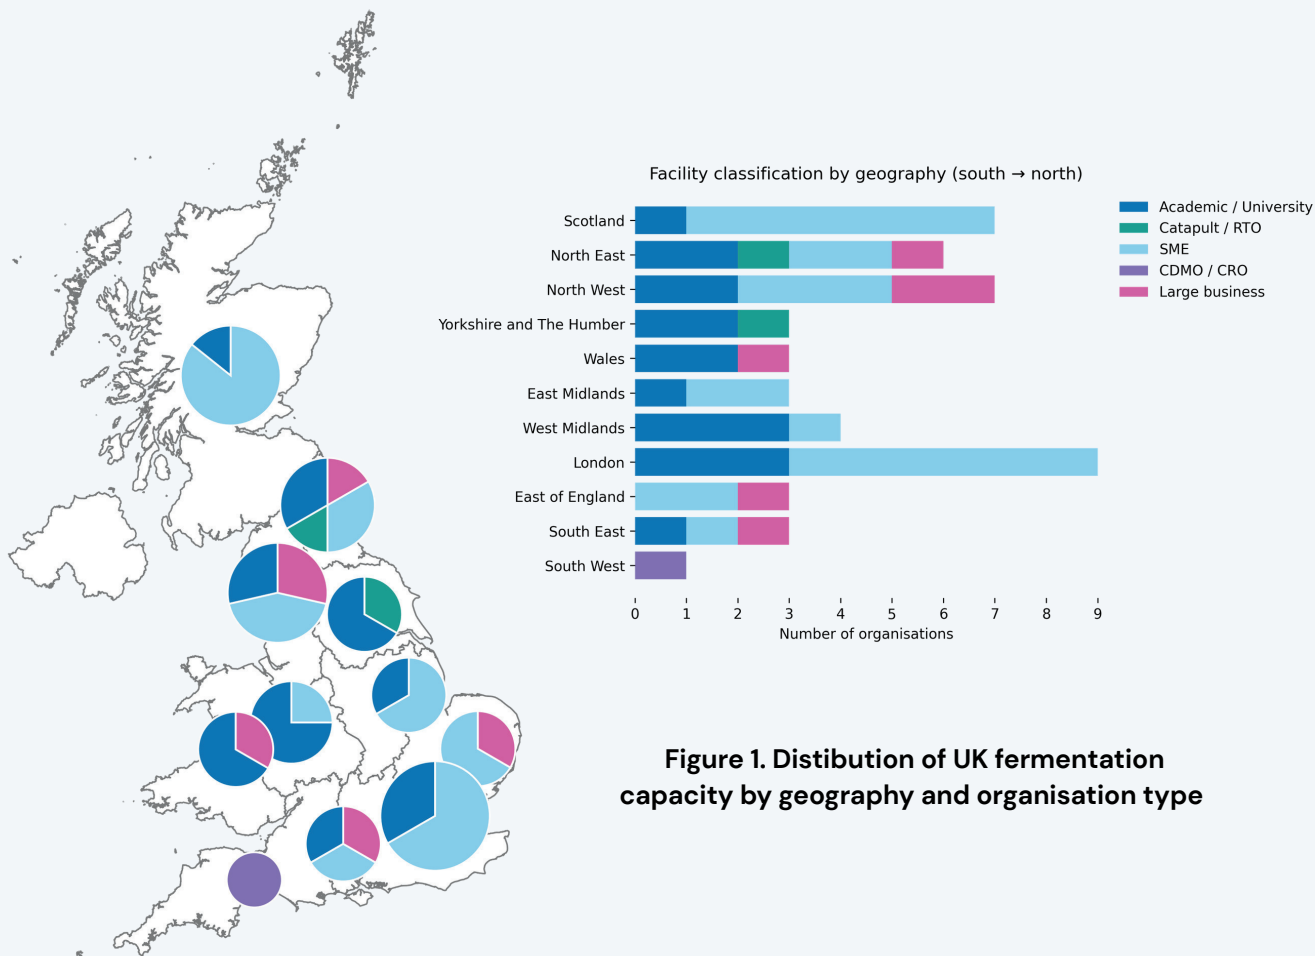 Facility classification by geography (south → north)
Scotland
North East
North West
Yorkshire and The Humber
Wales
East Midlands
West Midlands
London
East of England
South East
South West
0 1 2 3 4 5 6 7 8 9
Number of organisations
Academic / University
Catapult / RTO
SME
CDMO / CRO
Large business
Figure 1. Distibution of UK fermentation
capacity by geography and organisation type